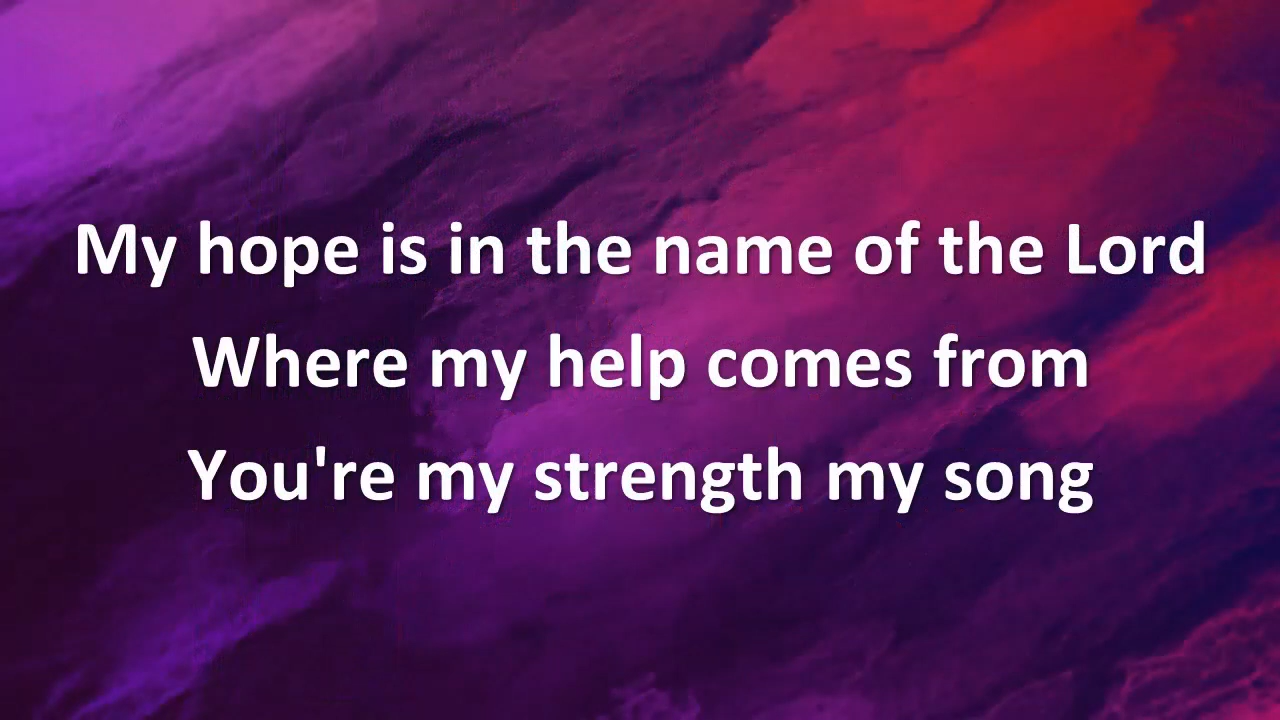 My hope is in the name of the Lord
Where my help comes from
You're my strength my song